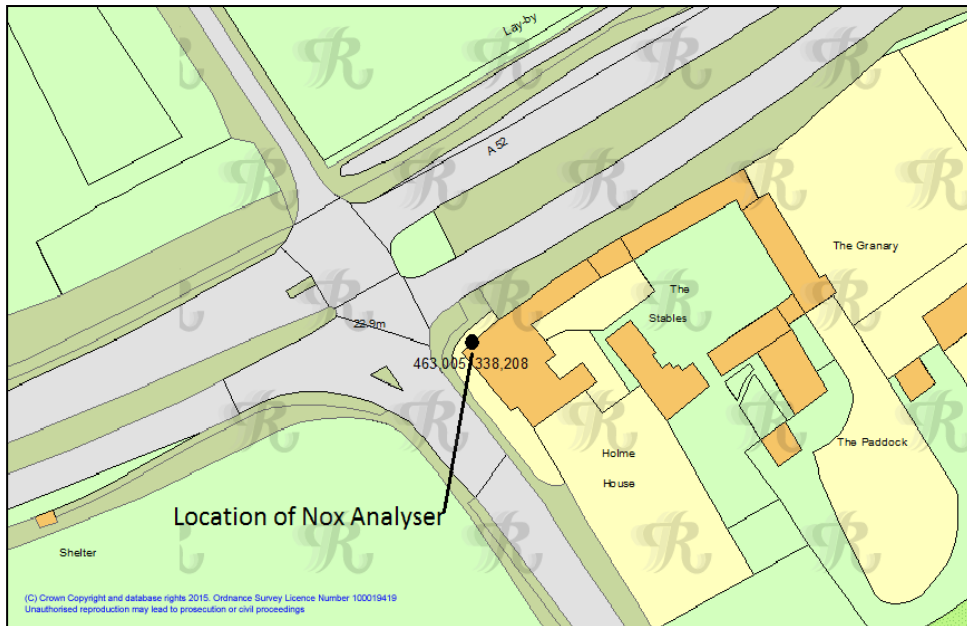 Lay-by
A 52
The Granary
The
Stables
22.9m
463,005 338,208
The Paddock
Holme
House
Location of Nox Analyser
Shelter
(C) Crown Copyright and database rights 2015. Ordnance Survey Licence Number 100019419
Unauthorised reproduction may lead to prosecution or civil proceedings